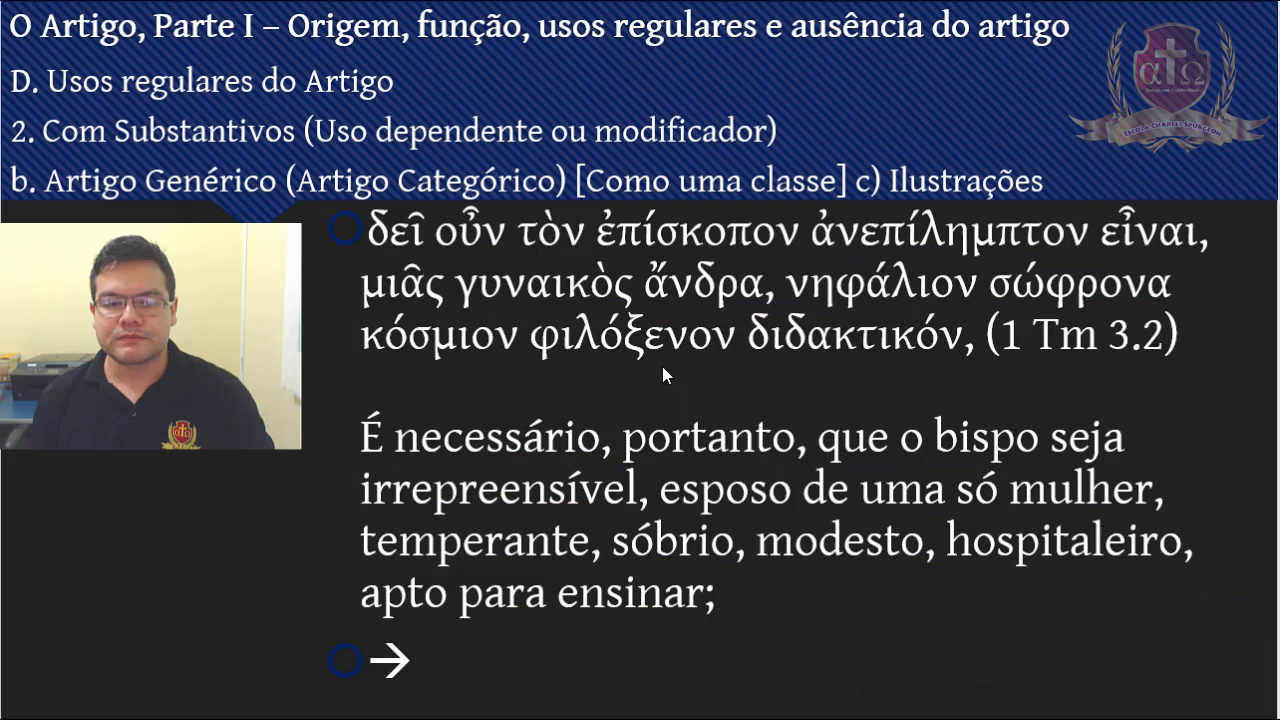 O Artigo, Parte I – Origem, função, usos regulares e ausência do artigo
D. Usos regulares do Artigo
2. Com Substantivos (Uso dependente ou modificador)
b. Artigo Genérico (Artigo Categórico) [Como uma classe] c) Ilustrações
α Ω
ESCOLA CHARLES SPURGEON
δεῖ οὖν τὸν ἐπίσκοπον ἀνεπίλημπτον εἶναι,
μιᾶς γυναικὸς ἄνδρα, νηφάλιον σώφρονα
κόσμιον φιλόξενον διδακτικόν, (1 Tm 3.2)
É necessário, portanto, que o bispo seja
irrepreensível, esposo de uma só mulher,
temperante, sóbrio, modesto, hospitaleiro,
apto para ensinar;
→